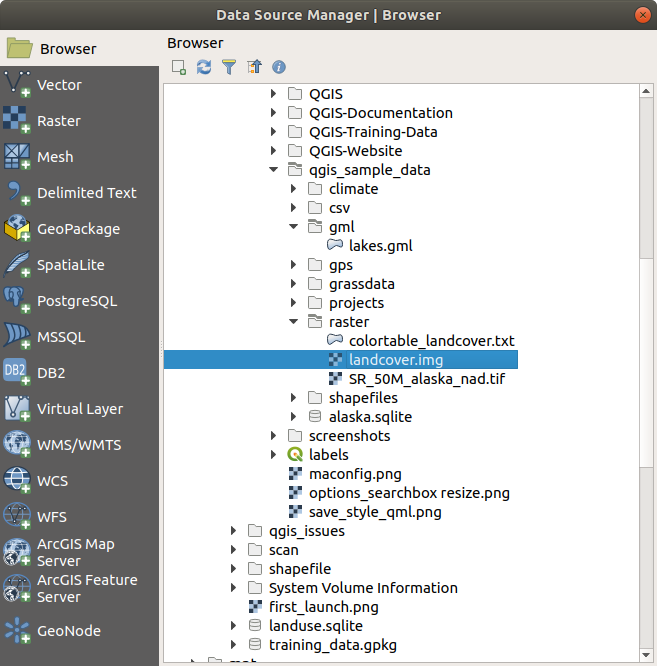 Data Source Manager | Browser
Browser
Vector
Raster
Mesh
Delimited Text
GeoPackage
SpatiaLite
PostgreSQL
MSSQL
DB2
DB2
Virtual Layer
WMS/WMTS
WCS
WFS
ArcGIS Map
Server
ArcGIS Feature
Server
GeoNode
Browser
QGIS
QGIS-Documentation
QGIS-Training-Data
QGIS-Website
qgis_sample_data
climate
csv
gml
lakes.gml
gps
grassdata
projects
raster
colortable_landcover.txt
landcover.img
SR_50M_alaska_nad.tif
shapefiles
alaska.sqlite
screenshots
labels
maconfig.png
options_searchbox resize.png
save_style_qml.png
qgis_issues
scan
shapefile
System Volume Information
first_launch.png
landuse.sqlite
training_data.gpkg